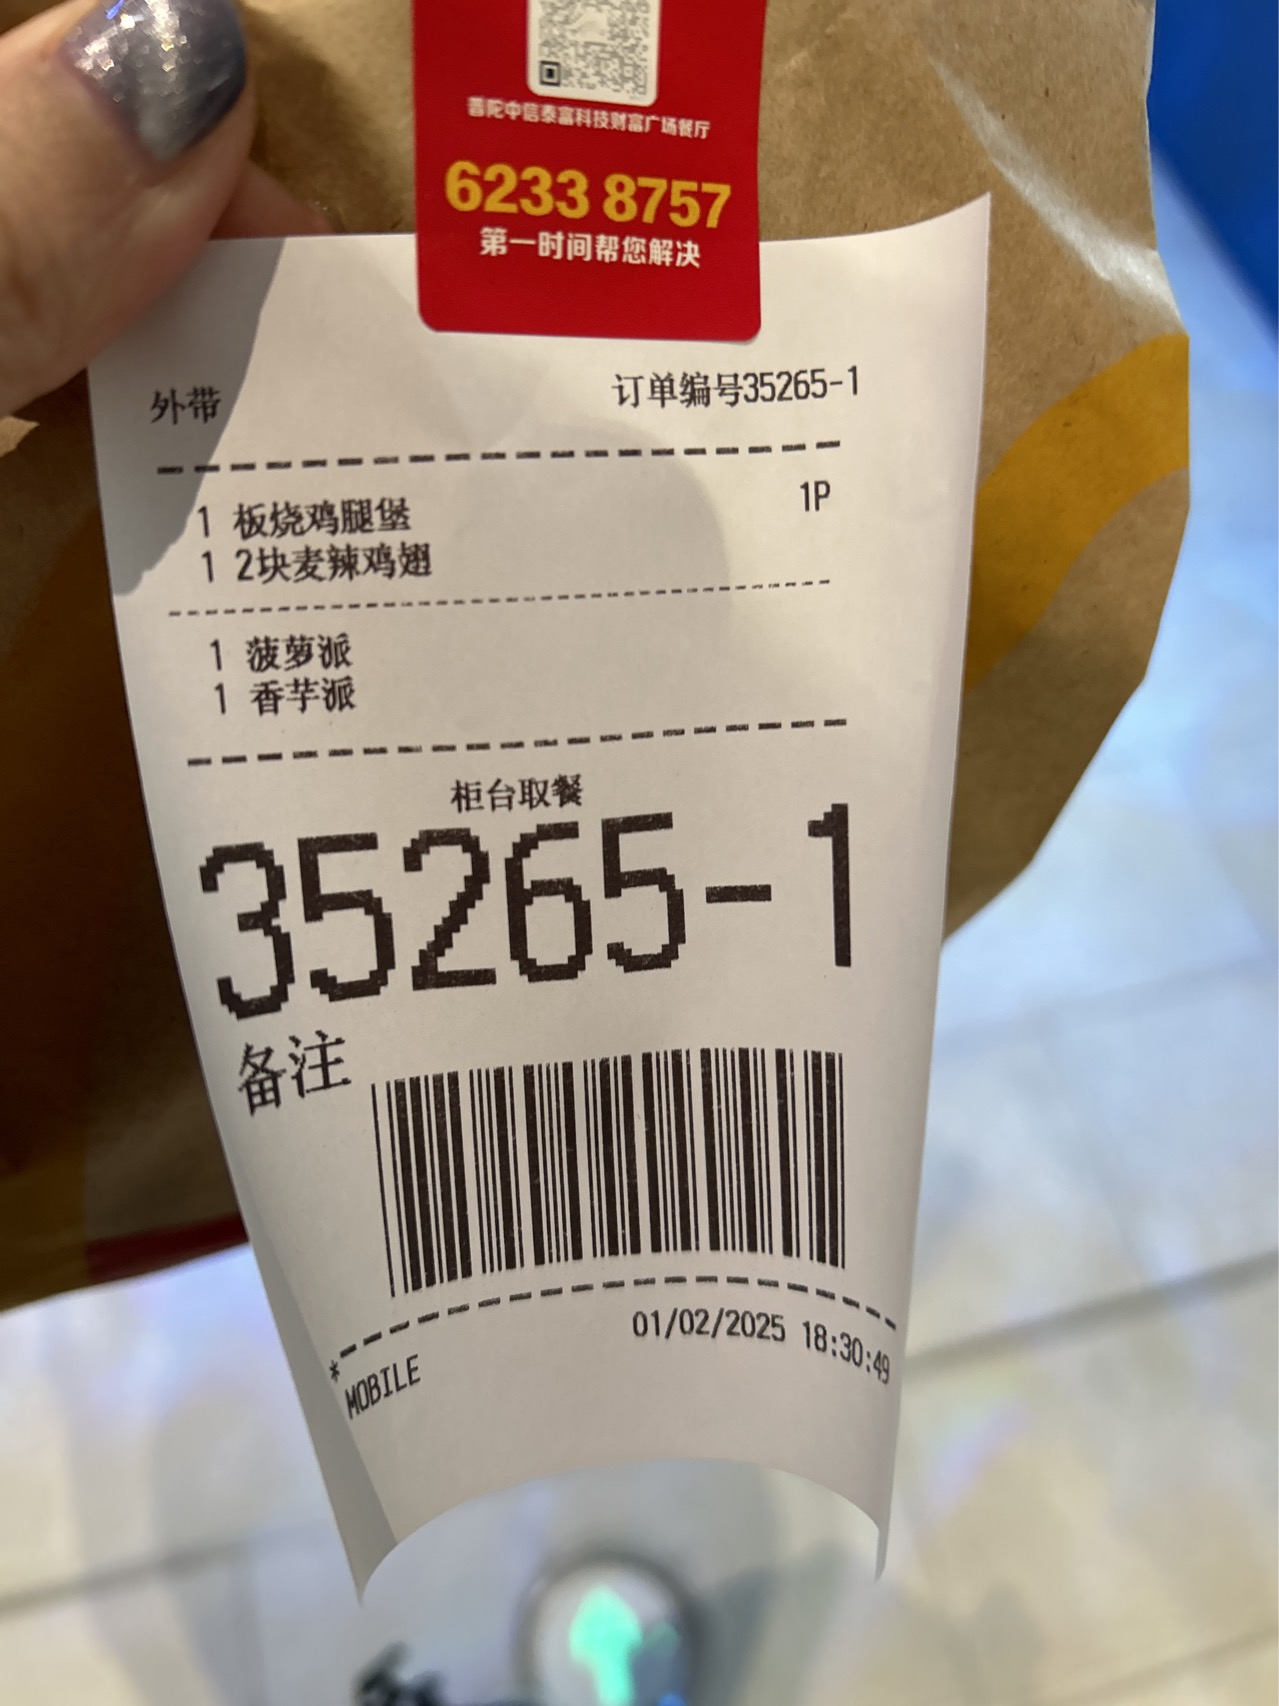 普陀中信泰富科技财富广场餐厅
6233 8757
第一时间帮您解决
外带 订单编号35265-1
1 板烧鸡腿堡 1P
1 2块麦辣鸡翅
1 菠萝派
1 香芋派
柜台取餐
35265-1
备注
01/02/2025 18:30:49
*
MOBILE